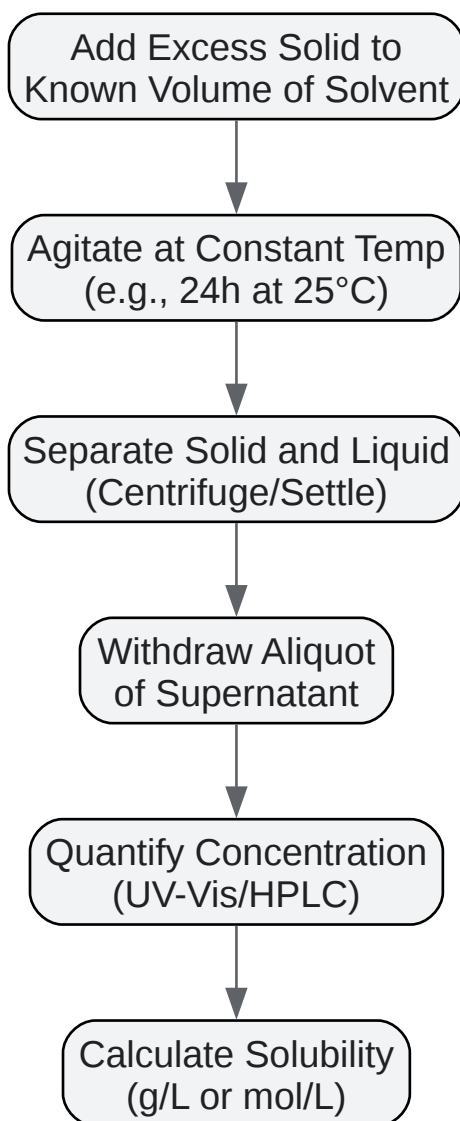 Add Excess Solid to
Known Volume of Solvent
Agitate at Constant Temp
(e.g., 24h at 25°C)
Separate Solid and Liquid
(Centrifuge/Settle)
Withdraw Aliquot
of Supernatant
Quantify Concentration
(UV-Vis/HPLC)
Calculate Solubility
(g/L or mol/L)